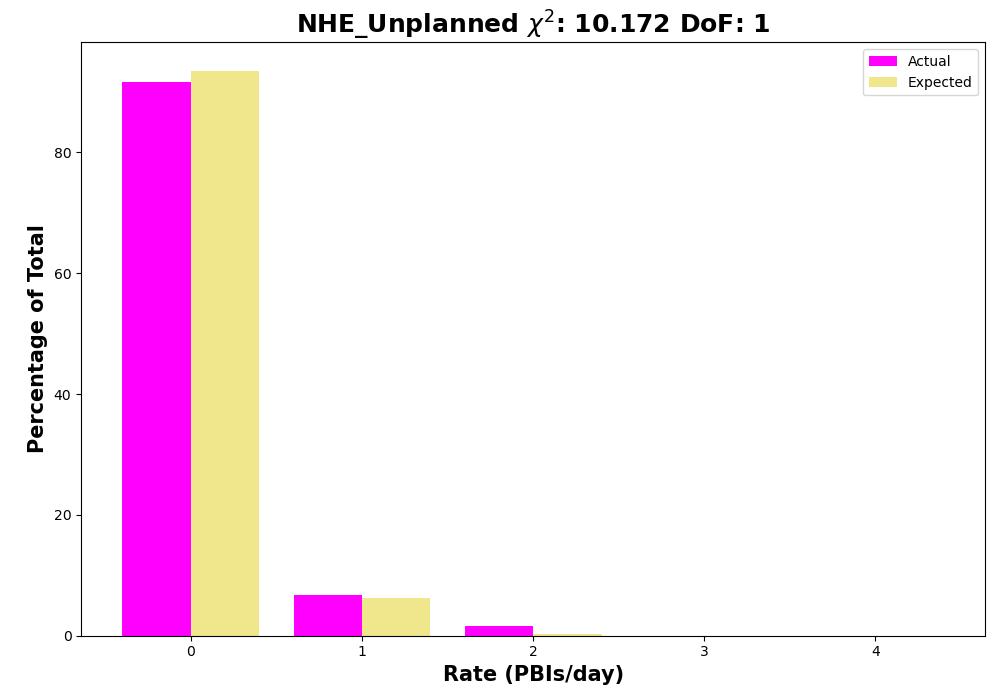 NHE_Unplanned χ²: 10.172 DoF: 1
Actual
Expected
Percentage of Total
80
60
40
20
0
0 1 2 3 4
Rate (PBIs/day)